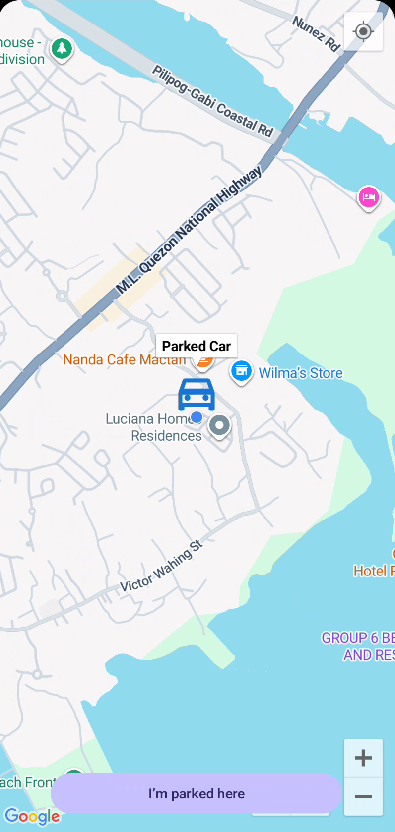 Nunez Rd
house -
division
Pilipog-Gabi Coastal Rd
M.L. Quezon National Highway
Parked Car
Nanda Cafe Mactan
Wilma's Store
Luciana Home
Residences
Victor Wahing St
Hotel
GROUP 6 BE
AND RES
ach Front
I'm parked here
Google